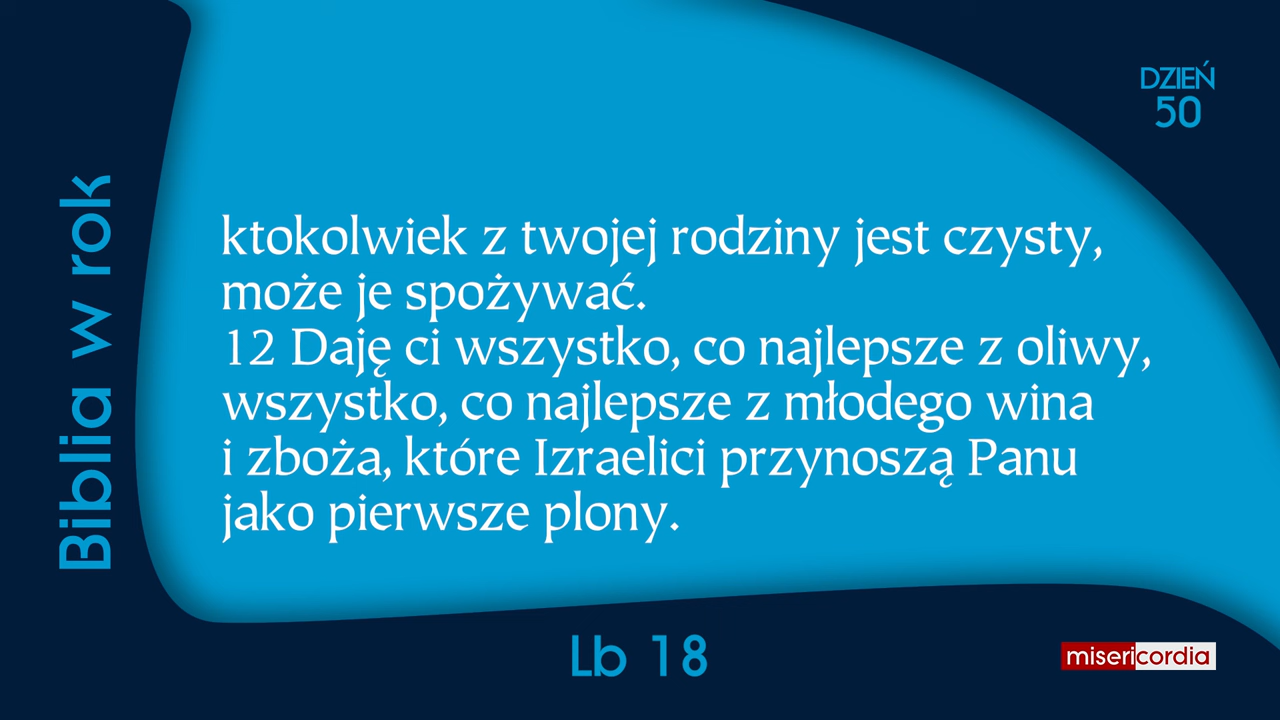 DZIEŃ
50
Biblia w rok
ktokolwiek z twojej rodziny jest czysty,
może je spożywać.
12 Daję ci wszystko, co najlepsze z oliwy,
wszystko, co najlepsze z młodego wina
i zboża, które Izraelici przynoszą Panu
jako pierwsze plony.
Lb 18
misericordia